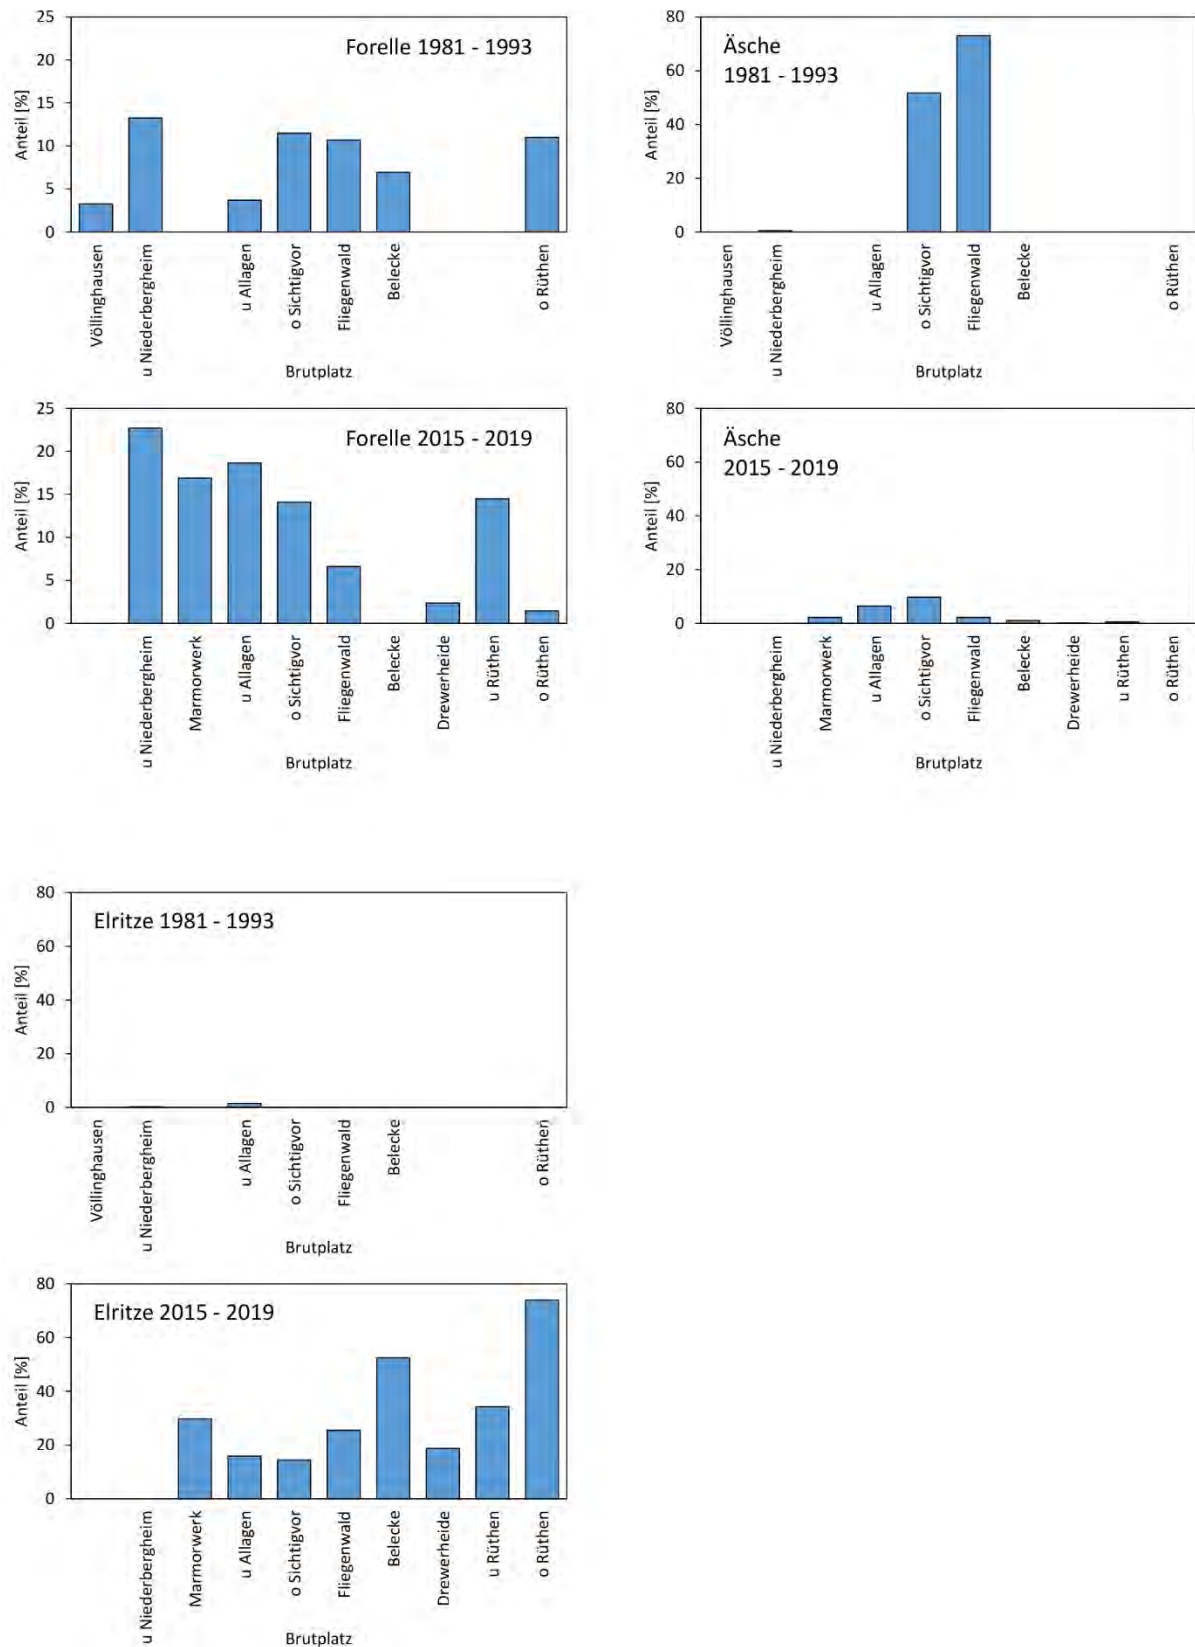 Forelle 1981 - 1993
Anteil [%]
25
20
15
10
5
0
Völlinghausen
u Niederbergheim
u Allagen
o Sichtigvor
Fliegenwald
Belecke
o Rüthen
Brutplatz
Äsche
1981 - 1993
Anteil [%]
80
60
40
20
0
Völlinghausen
u Niederbergheim
u Allagen
o Sichtigvor
Fliegenwald
Belecke
o Rüthen
Brutplatz
Forelle 2015 - 2019
Anteil [%]
25
20
15
10
5
0
u Niederbergheim
Marmorwerk
u Allagen
o Sichtigvor
Fliegenwald
Belecke
Drewerheide
u Rüthen
o Rüthen
Brutplatz
Äsche
2015 - 2019
Anteil [%]
80
60
40
20
0
u Niederbergheim
Marmorwerk
u Allagen
o Sichtigvor
Fliegenwald
Belecke
Drewerheide
u Rüthen
o Rüthen
Brutplatz
Elritze 1981 - 1993
Anteil [%]
80
60
40
20
0
Völlinghausen
u Niederbergheim
u Allagen
o Sichtigvor
Fliegenwald
Belecke
o Rüthen
Brutplatz
Elritze 2015 - 2019
Anteil [%]
80
60
40
20
0
u Niederbergheim
Marmorwerk
u Allagen
o Sichtigvor
Fliegenwald
Belecke
Drewerheide
u Rüthen
o Rüthen
Brutplatz